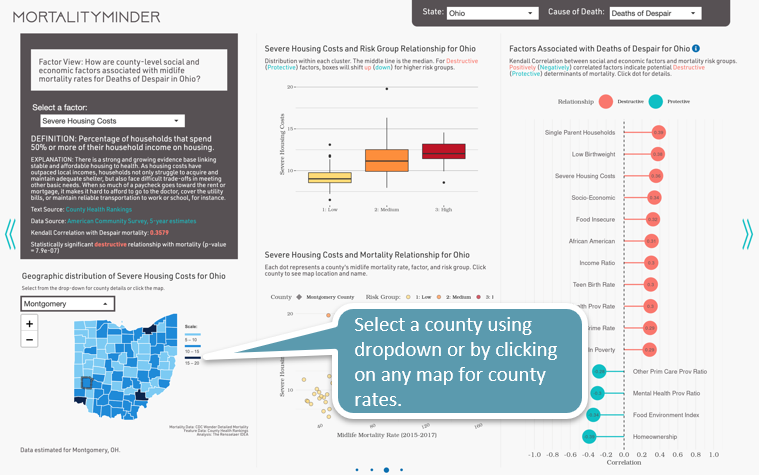 MORTALITYMINDER
State: Ohio
Cause of Death: Deaths of Despair
Factor View: How are county-level social and
economic factors associated with midlife
mortality rates for Deaths of Despair in Ohio?
Select a factor:
Severe Housing Costs
DEFINITION: Percentage of households that spend
50% or more of their household income on housing.
EXPLANATION: There is a strong and growing evidence base linking
stable and affordable housing to health. As housing costs have
outpaced local incomes, households not only struggle to acquire and
maintain adequate shelter, but also face difficult trade-offs in meeting
other basic needs. When so much of a paycheck goes toward the rent or
mortgage, it makes it hard to afford to go to the doctor, cover the utility
bills, or maintain reliable transportation to work or school, for instance.
Text Source: County Health Rankings
Data Source: American Community Survey, 5-year estimates
Kendall Correlation with Despair mortality: 0.3579
Statistically significant destructive relationship with mortality (p-value
= 7.9e-07)
Geographic distribution of Severe Housing Costs for Ohio
Select from the drop-down for county details or click the map.
Montgomery
+
−
Scale:
5 – 10
10 – 15
15 – 20
Mortality Data: CDC Wonder Detailed Mortality
Feature Data: County Health Rankings
Analysis: The Rensselaer IDEA
Data estimated for Montgomery, OH.
Severe Housing Costs and Risk Group Relationship for Ohio
Distribution within each cluster. The middle line is the median. For Destructive
(Protective) factors, boxes will shift up (down) for higher risk groups.
Severe Housing Costs
20
15
10
1: Low
2: Medium
3: High
Severe Housing Costs and Mortality Relationship for Ohio
Each dot represents a county's midlife mortality rate, factor, and risk group. Click
county to see map location and name.
County
Montgomery County
Risk Group:
1: Low
2: Medium
20
10
40
120
160
Midlife Mortality Rate (2015-2017)
Select a county using
dropdown or by clicking
on any map for county
rates.
Factors Associated with Deaths of Despair for Ohio
Kendall Correlation between social and economic factors and mortality risk groups.
Positively (Negatively) correlated factors indicate potential Destructive
(Protective) determinants of mortality. Click dot for details.
Relationship
Destructive
Protective
Single Parent Households
Low Birthweight
Severe Housing Costs
Socio-Economic
Food Insecure
African American
Income Ratio
Teen Birth Rate
lth Prov Ratio
rime Rate
In Poverty
Other Prim Care Prov Ratio
Mental Health Prov Ratio
Food Environment Index
Homeownership
-1.0
-0.8
-0.6
-0.4
-0.2
0.0
0.2
0.4
0.6
0.8
1.0
Correlation